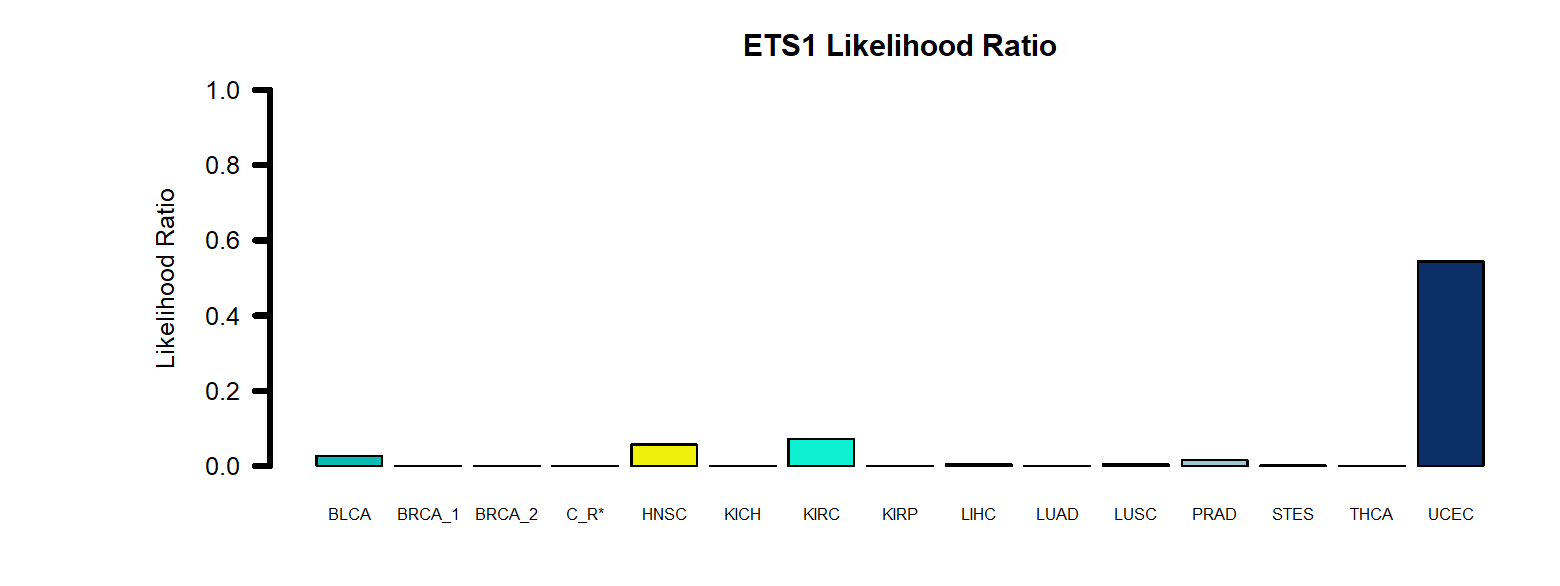 ETS1 Likelihood Ratio
Likelihood Ratio
1.0
0.8
0.6
0.4
0.2
0.0
BLCA BRCA_1 BRCA_2 C_R* HNSC KICH KIRC KIRP LIHC LUAD LUSC PRAD STES THCA UCEC